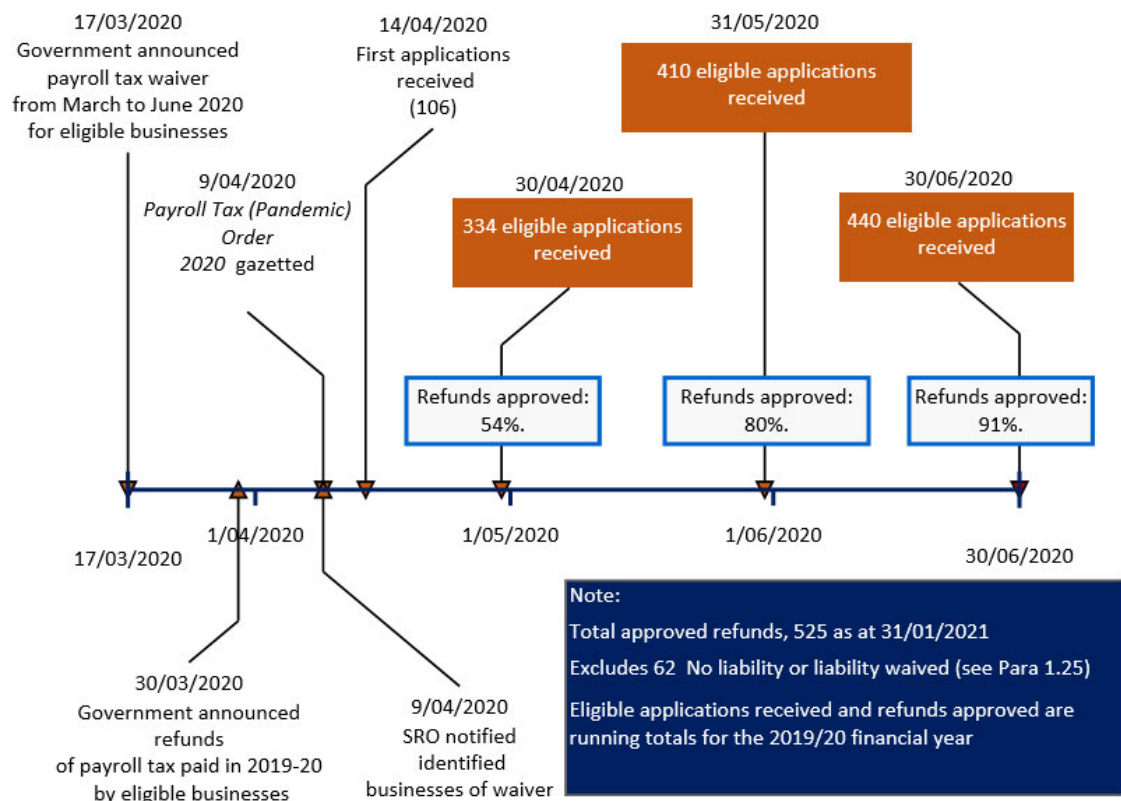 17/03/2020
Government announced
payroll tax waiver
from March to June 2020
for eligible businesses
9/04/2020
Payroll Tax (Pandemic)
Order
2020 gazetted
14/04/2020
First applications
received
(106)
30/04/2020
334 eligible applications
received
31/05/2020
410 eligible applications
received
30/06/2020
440 eligible applications
received
Refunds approved:
54%.
Refunds approved:
80%.
Refunds approved:
91%.
17/03/2020
1/04/2020
1/05/2020
1/06/2020
30/06/2020
30/03/2020
Government announced
refunds
of payroll tax paid in 2019-20
by eligible businesses
9/04/2020
SRO notified
identified
businesses of waiver
Note:
Total approved refunds, 525 as at 31/01/2021
Excludes 62 No liability or liability waived (see Para 1.25)
Eligible applications received and refunds approved are
running totals for the 2019/20 financial year